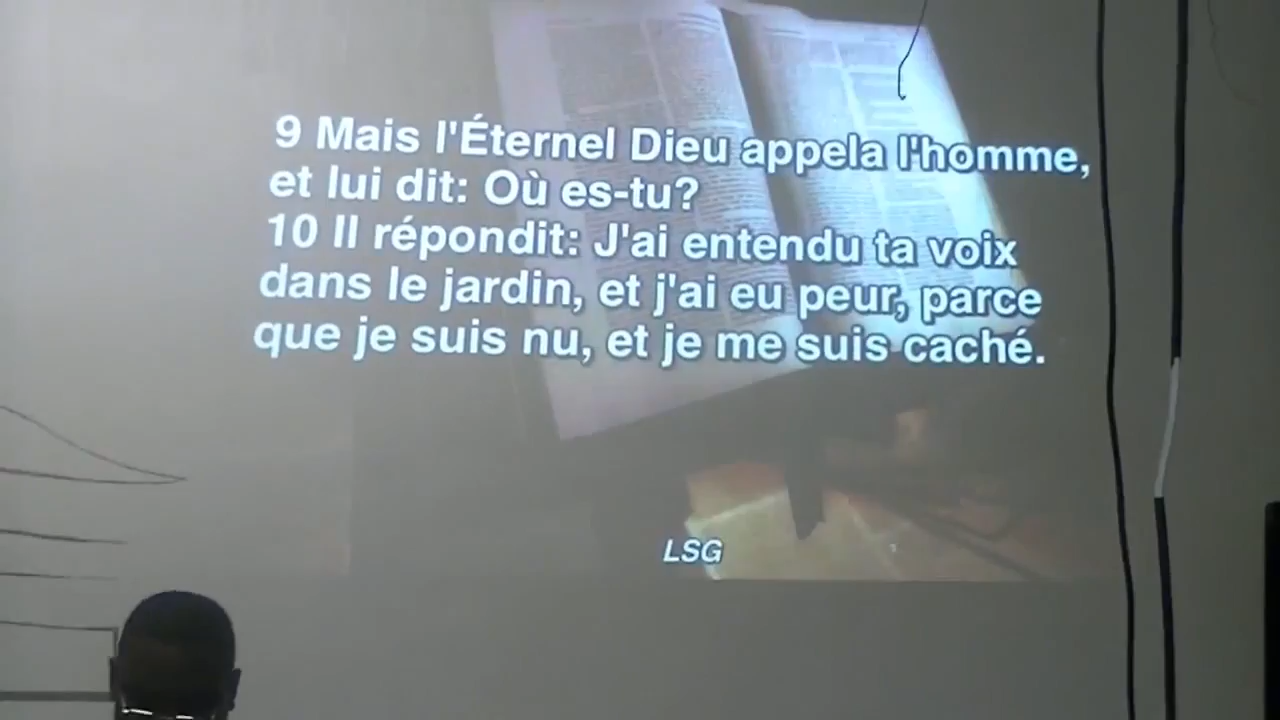 9 Mais l'Éternel Dieu appela l'homme,
et lui dit: Où es-tu?
10 Il répondit: J'ai entendu ta voix
dans le jardin, et j'ai eu peur, parce
que je suis nu, et je me suis caché.
LSG